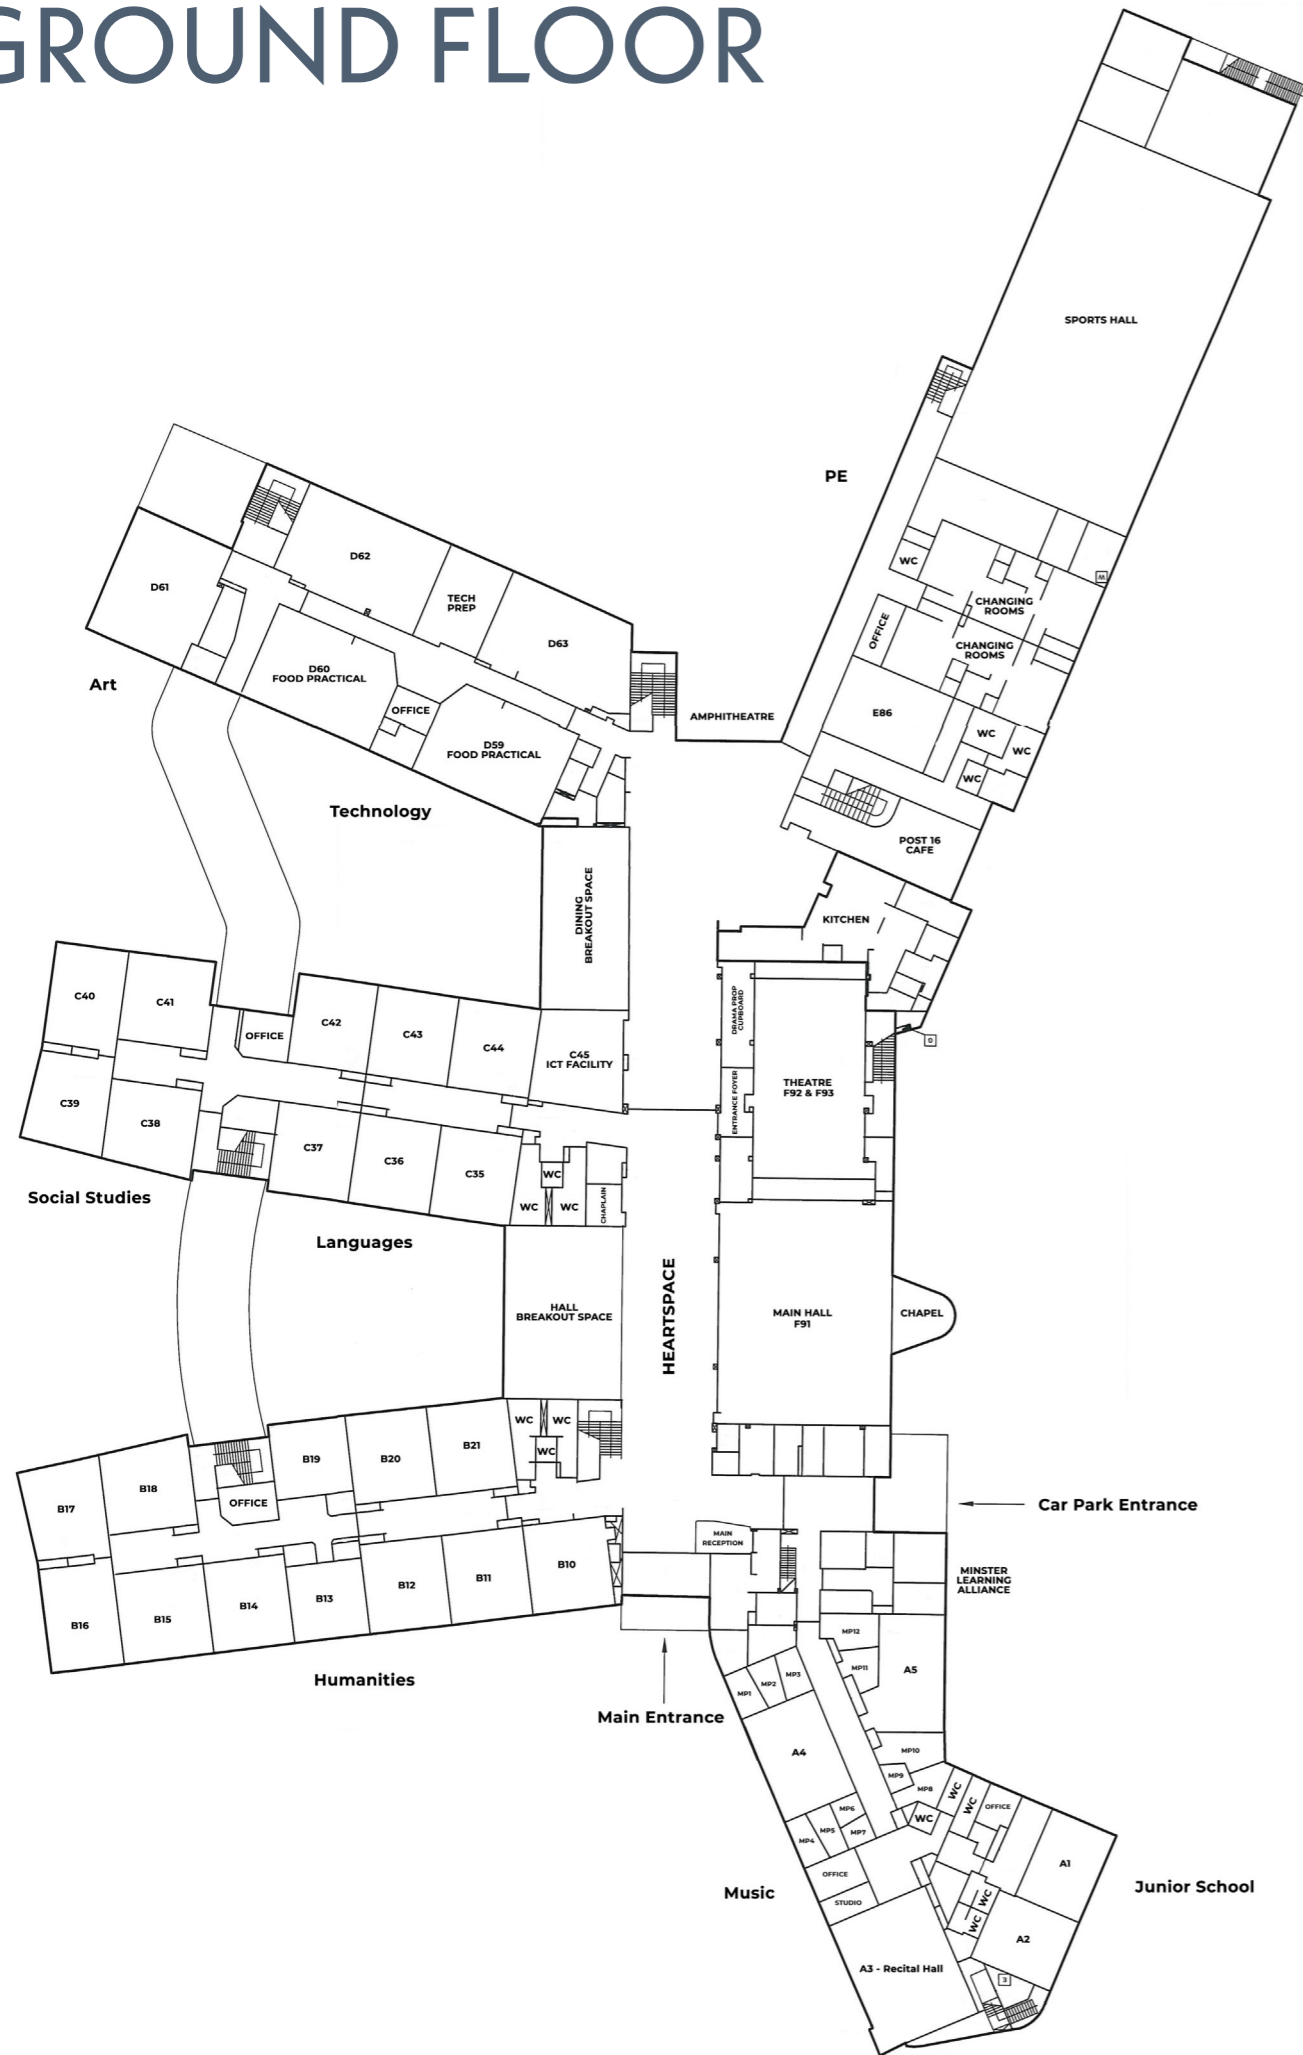 GROUND FLOOR
SPORTS HALL
PE
WC
CHANGING
ROOMS
CHANGING
ROOMS
OFFICE
E86
WC
WC
WC
POST 16
CAFE
KITCHEN
AMPHITHEATRE
D62
TECH
PREP
D63
D61
D60
FOOD PRACTICAL
OFFICE
D59
FOOD PRACTICAL
Art
Technology
DINING
BREAKOUT SPACE
C40
C41
OFFICE
C42
C43
C44
C45
ICT FACILITY
C39
C38
C37
C36
C35
WC
WC
WC
CHAPLAIN
Social Studies
Languages
DRAMA PROP
CUPBOARD
ENTRANCE FOYER
THEATRE
F92 & F93
HALL
BREAKOUT SPACE
HEARTSPACE
MAIN HALL
F91
CHAPEL
WC
WC
WC
B17
B18
OFFICE
B19
B20
B21
B16
B15
B14
B13
B12
B11
B10
Humanities
MAIN
RECEPTION
Car Park Entrance
MINSTER
LEARNING
ALLIANCE
Main Entrance
MP12
MP11
A5
MP1
MP2
MP3
A4
MP10
MP9
MP8
WC
WC
WC
OFFICE
MP6
MP5
MP7
MP4
OFFICE
STUDIO
A1
WC
WC
A2
A3 - Recital Hall
Music
Junior School